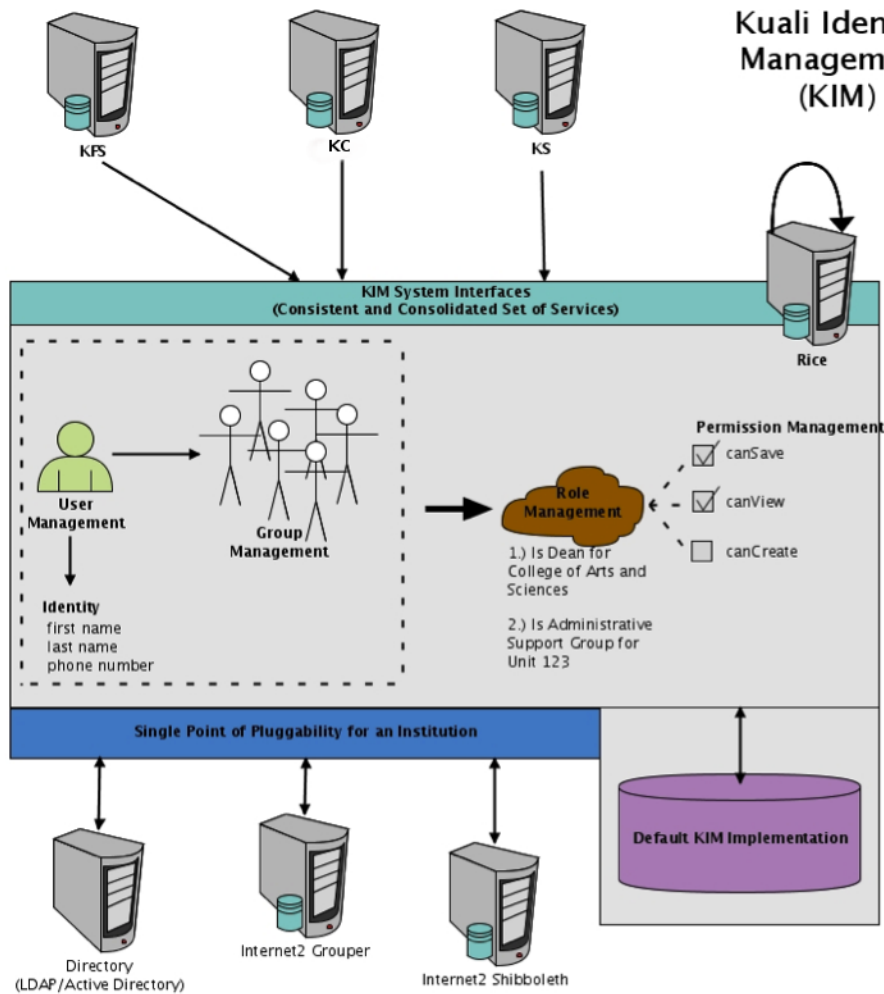 Kuali Iden
Managem
(KIM)
KFS
KC
KS
KIM System Interfaces
(Consistent and Consolidated Set of Services)
Rice
User
Management
Group
Management
Identity
first name
last name
phone number
Role
Management
1.) Is Dean for
College of Arts and
Sciences
2.) Is Administrative
Support Group for
Unit 123
Permission Management
canSave
canView
canCreate
Single Point of Pluggability for an Institution
Default KIM Implementation
Directory
(LDAP/Active Directory)
Internet2 Grouper
Internet2 Shibboleth